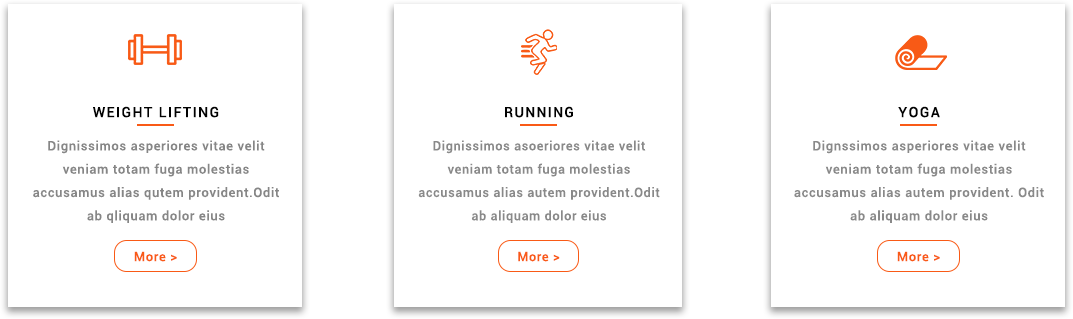 WEIGHT LIFTING
Dignissimos asperiores vitae velit
veniam totam fuga molestias
accusamus alias qutem provident.Odit
ab qliquam dolor eius
More >
RUNNING
Dignissimos asoeriores vitae velit
veniam totam fuga molestias
accusamus alias autem provident.Odit
ab aliquam dolor eius
More >
YOGA
Dignssimos asperiores vitae velit
veniam totam fuga molestias
accusamus alias autem provident. Odit
ab aliquam dolor eius
More >